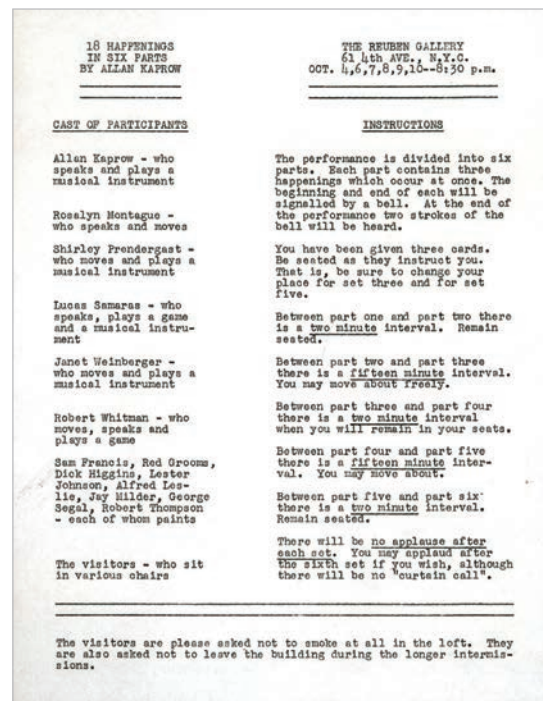 18 HAPPENINGS
IN SIX PARTS
BY ALLAN KAPROW
THE REUBEN GALLERY
61 4th AVE., N.Y.C.
OCT. 4,6,7,8,9,10--8:30 p.m.
CAST OF PARTICIPANTS
Allan Kaprow - who
speaks and plays a
musical instrument
Rosalyn Montague -
who speaks and moves
Shirley Prendergast -
who moves and plays a
musical instrument
Lucas Samaras - who
speaks, plays a game
and a musical instru-
ment
Janet Weinberger -
who moves and plays a
musical instrument
Robert Whitman - who
moves, speaks and
plays a game
Sam Francis, Red Grooms,
Dick Higgins, Lester
Johnson, Alfred Les-
lie, Jay Milder, George
Segal, Robert Thompson
- each of whom paints
The visitors - who sit
in various chairs
INSTRUCTIONS
The performance is divided into six
parts. Each part contains three
happenings which occur at once. The
beginning and end of each will be
signalled by a bell. At the end of
the performance two strokes of the
bell will be heard.
You have been given three cards.
Be seated as they instruct you.
That is, be sure to change your
place for set three and for set
five.
Between part one and part two there
is a two minute interval. Remain
seated.
Between part two and part three
there is a fifteen minute interval.
You may move about freely.
Between part three and part four
there is a two minute interval
when you will remain in your seats.
Between part four and part five
there is a fifteen minute inter-
val. You may move about.
Between part five and part six
there is a two minute interval.
Remain seated.
There will be no applause after
each set. You may applaud after
the sixth set if you wish, although
there will be no "curtain call".
The visitors are please asked not to smoke at all in the loft. They
are also asked not to leave the building during the longer intermis-
sions.